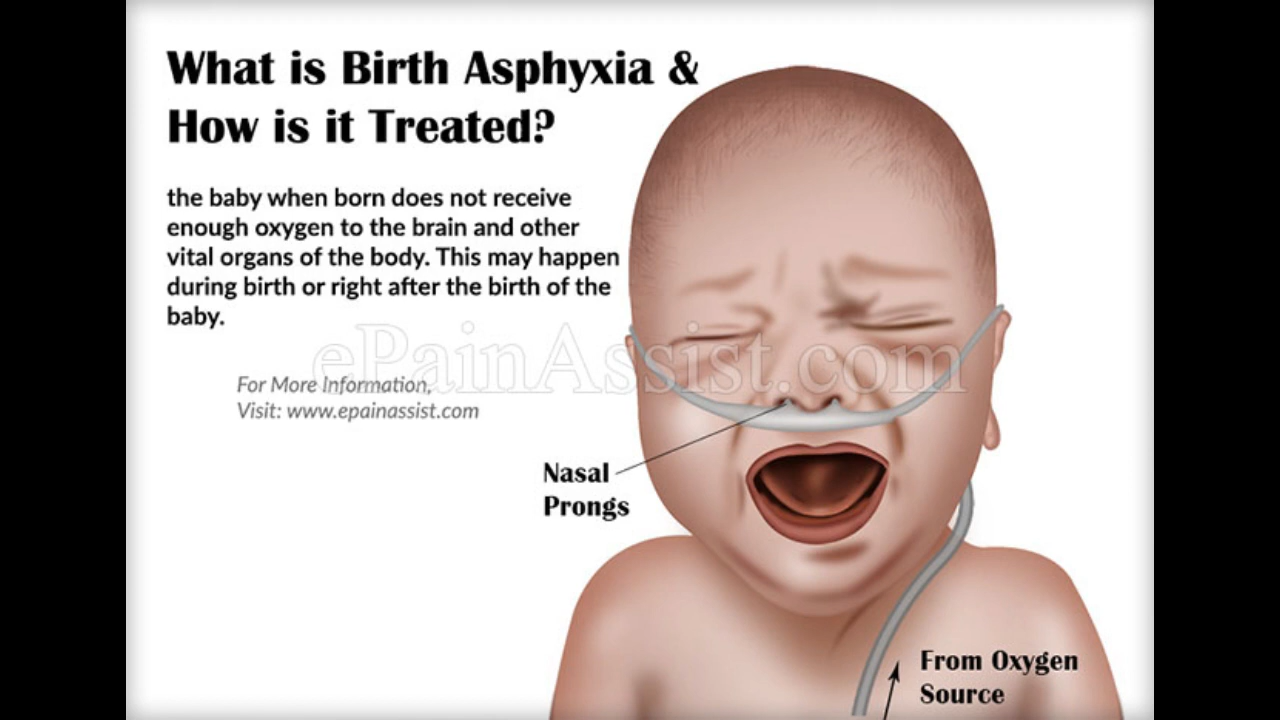 What is Birth Asphyxia &
How is it Treated?
the baby when born does not receive
enough oxygen to the brain and other
vital organs of the body. This may happen
during birth or right after the birth of the
baby.
ePainAssist.com
For More Information,
Visit: www.epainassist.com
Nasal
Prongs
From Oxygen
Source